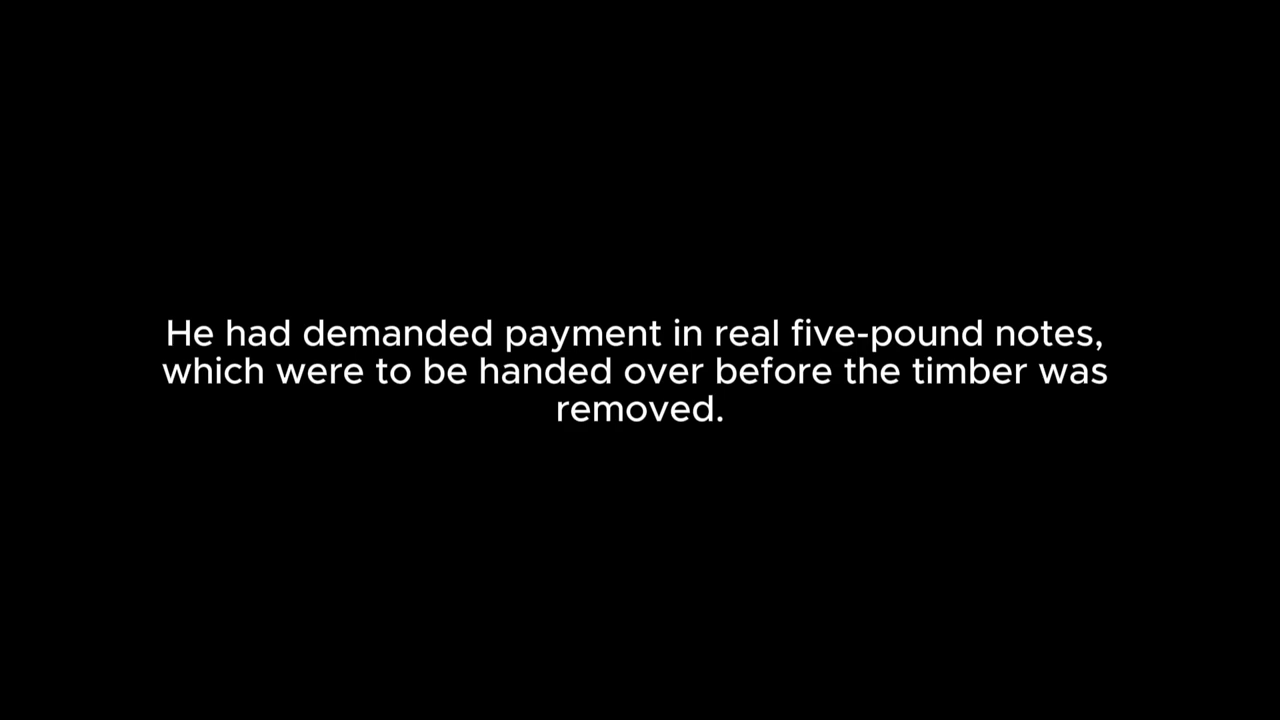 He had demanded payment in real five-pound notes,
which were to be handed over before the timber was
removed.